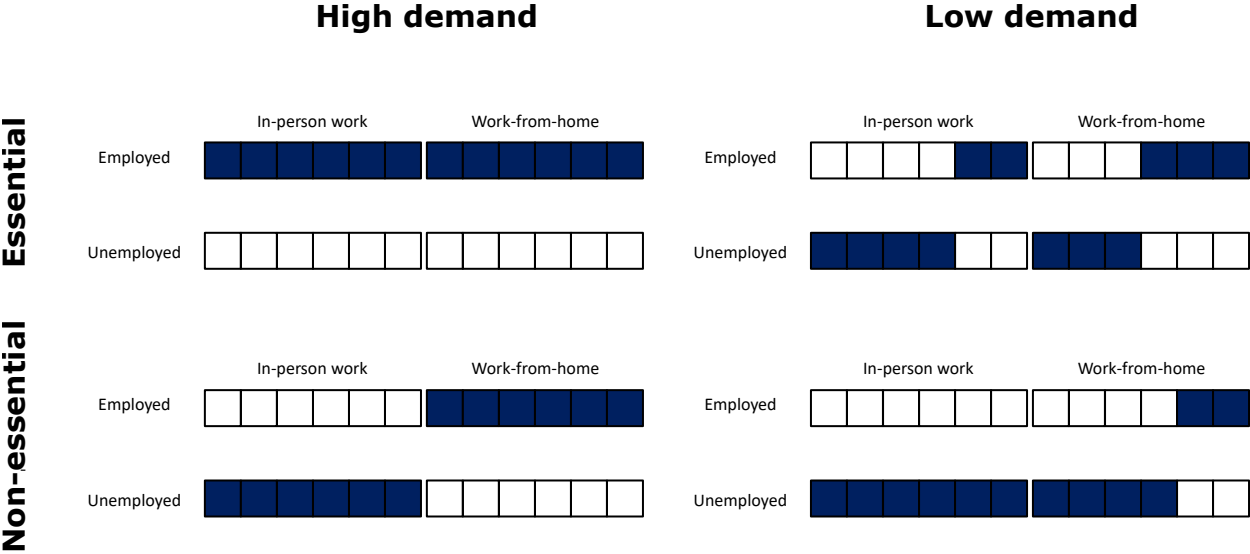 High demand
Low demand
Essential
In-person work
Work-from-home
In-person work
Work-from-home
Employed
Employed
Unemployed
Unemployed
Non-essential
In-person work
Work-from-home
In-person work
Work-from-home
Employed
Employed
Unemployed
Unemployed